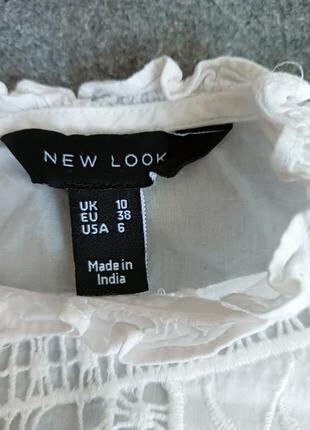 NEW LOOK
UK 10
EU 38
USA 6
Made in
India